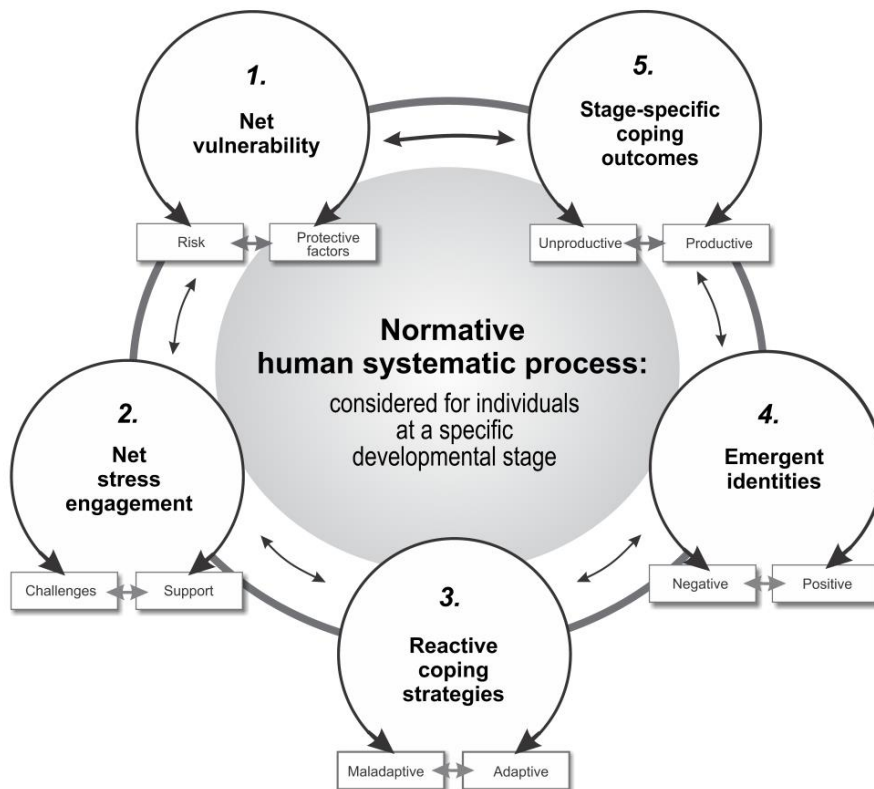 1.
Net
vulnerability
Risk
Protective
factors
5.
Stage-specific
coping
outcomes
Unproductive
Productive
Normative
human systematic process:
considered for individuals
at a specific
developmental stage
2.
Net
stress
engagement
Challenges
Support
4.
Emergent
identities
Negative
Positive
3.
Reactive
coping
strategies
Maladaptive
Adaptive